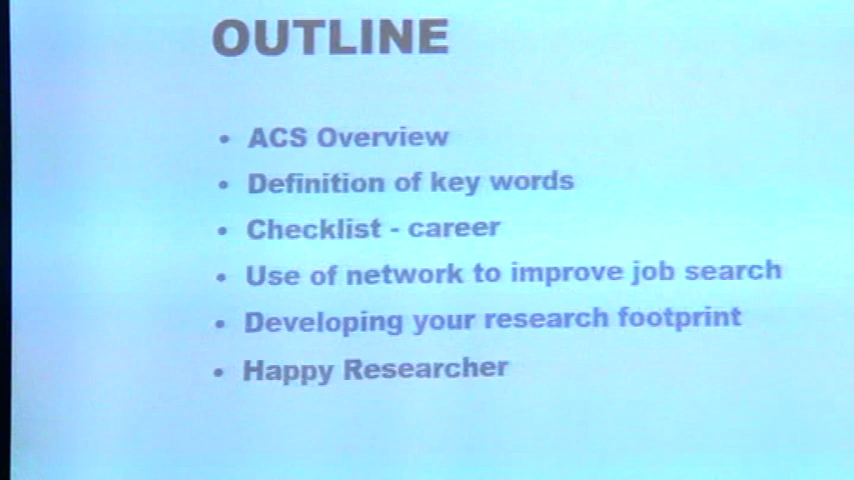 OUTLINE
• ACS Overview
• Definition of key words
• Checklist - career
• Use of network to improve job search
• Developing your research footprint
• Happy Researcher